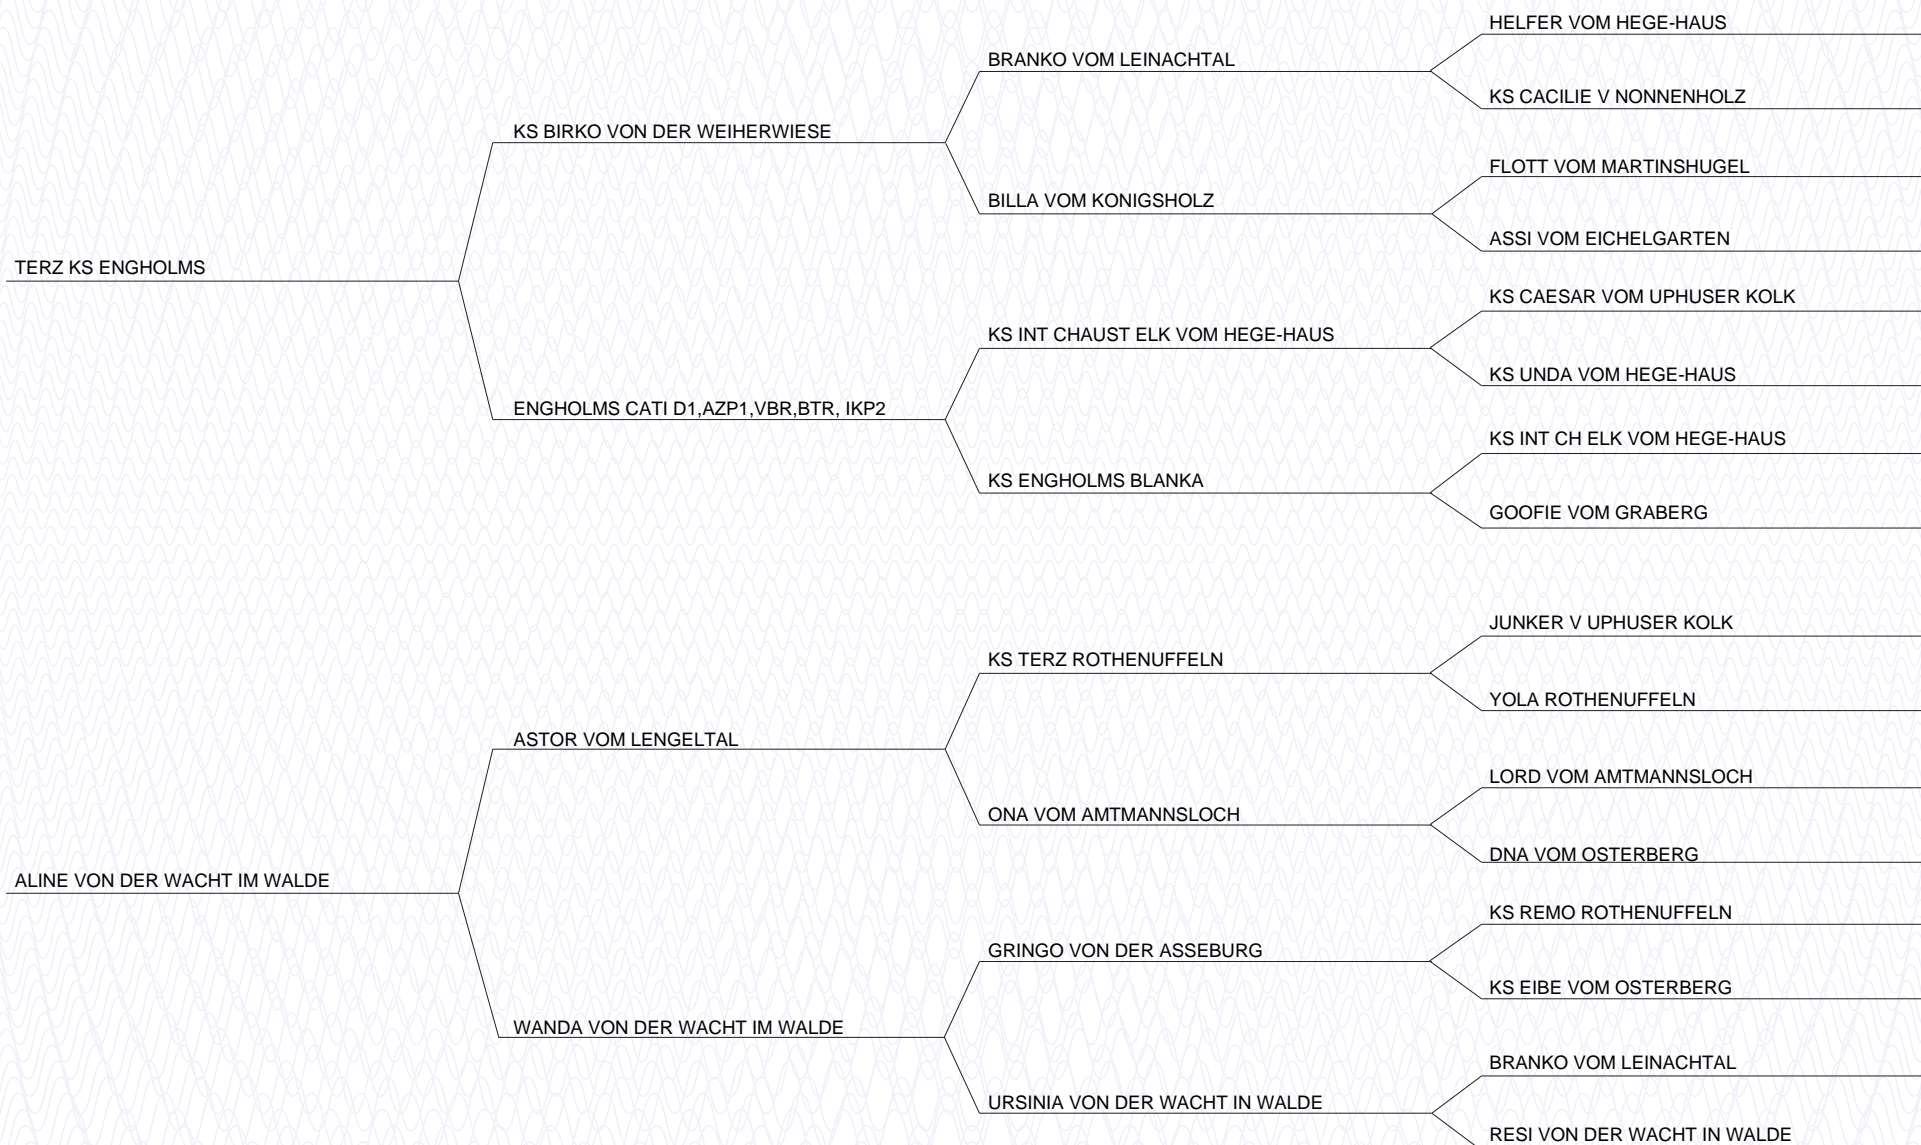 HELFER VOM HEGE-HAUS
BRANKO VOM LEINACHTAL
KS CACILIE V NONNENHOLZ
KS BIRKO VON DER WEIHERWIESE
FLOTT VOM MARTINSHUGEL
BILLA VOM KONIGSHOLZ
ASSI VOM EICHELGARTEN
TERZ KS ENGHOLMS
KS CAESAR VOM UPHUSER KOLK
KS INT CHAUST ELK VOM HEGE-HAUS
KS UNDA VOM HEGE-HAUS
ENGHOLMS CATI D1,AZP1,VBR,BTR, IKP2
KS INT CH ELK VOM HEGE-HAUS
KS ENGHOLMS BLANKA
GOOFIE VOM GRABERG
JUNKER V UPHUSER KOLK
KS TERZ ROTHENUFFELN
YOLA ROTHENUFFELN
ASTOR VOM LENGELTAL
LORD VOM AMTMANNSLOCH
ONA VOM AMTMANNSLOCH
DNA VOM OSTERBERG
ALINE VON DER WACHT IM WALDE
KS REMO ROTHENUFFELN
GRINGO VON DER ASSEBURG
KS EIBE VOM OSTERBERG
WANDA VON DER WACHT IM WALDE
BRANKO VOM LEINACHTAL
URSINIA VON DER WACHT IN WALDE
RESI VON DER WACHT IN WALDE